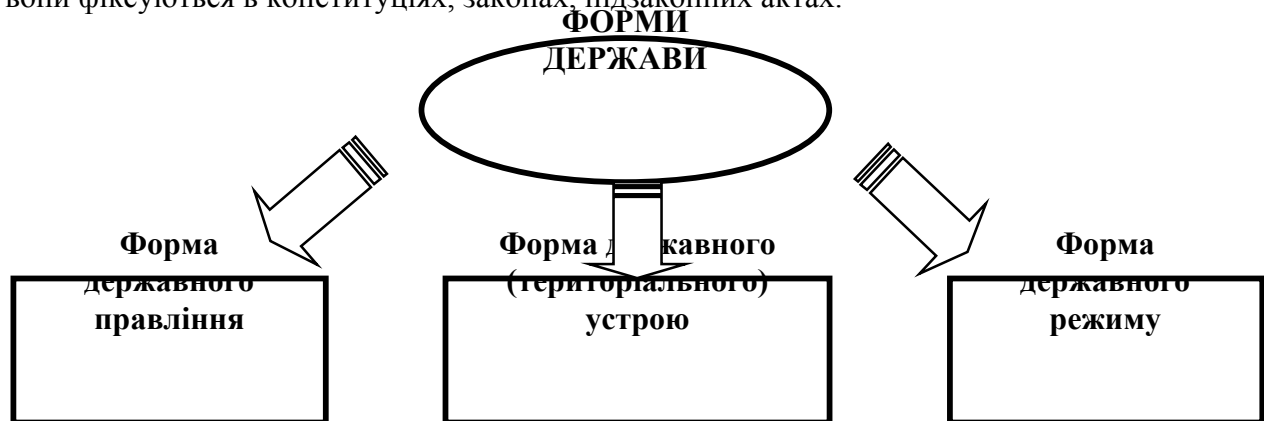 вони фіксуються в конституціях, законах, підзаконних актах.
ФОРМИ
ДЕРЖАВИ
Форма
державного
правління
Форма державного
(територіального)
устрою
Форма
державного
режиму